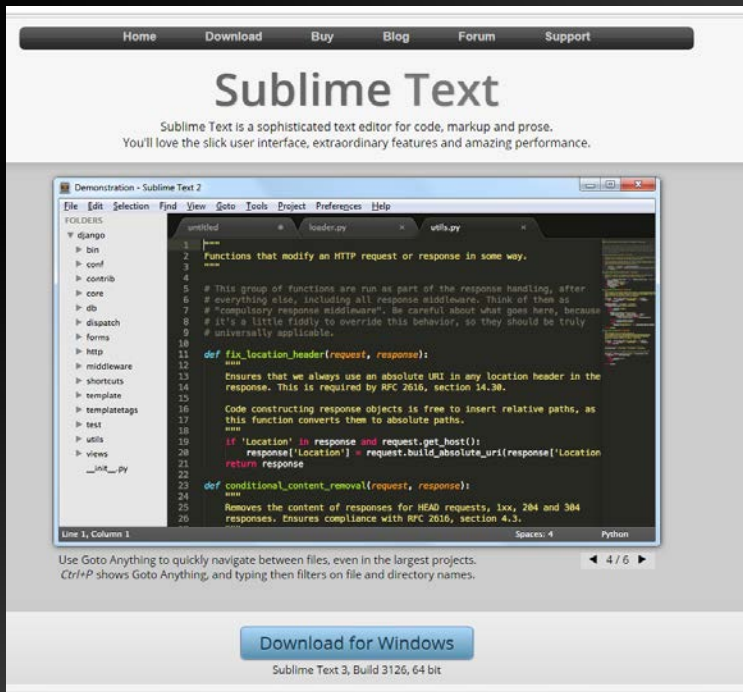 Home Download Buy Blog Forum Support
Sublime Text
Sublime Text is a sophisticated text editor for code, markup and prose.
You'll love the slick user interface, extraordinary features and amazing performance.
Demonstration - Sublime Text 2
File Edit Selection Find View Goto Tools Project Preferences Help
FOLDERS
django
bin
conf
contrib
core
db
dispatch
forms
http
middleware
shortcuts
template
templatetags
test
utils
views
__init__.py
untitled loader.py × utils.py ×
1 """
2 Functions that modify an HTTP request or response in some way.
3 """
4
5 # This group of functions are run as part of the response handling, after
6 # everything else, including all response middleware. Think of them as
7 # "compulsory response middleware". Be careful about what goes here, because
8 # it's a little fiddly to override this behavior, so they should be truly
9 # universally applicable.
10
11 def fix_location_header(request, response):
12 """
13 Ensures that we always use an absolute URI in any location header in the
14 response. This is required by RFC 2616, section 14.30.
15
16 Code constructing response objects is free to insert relative paths, as
17 this function converts them to absolute paths.
18 """
19 if 'Location' in response and request.get_host():
20 response['Location'] = request.build_absolute_uri(response['Location
21 return response
22
23 def conditional_content_removal(request, response):
24 """
25 Removes the content of responses for HEAD requests, 1xx, 204 and 304
26 responses. Ensures compliance with RFC 2616, section 4.3.
Line 1, Column 1 Spaces: 4 Python
Use Goto Anything to quickly navigate between files, even in the largest projects.
Ctrl+P shows Goto Anything, and typing then filters on file and directory names.
◀ 4 / 6 ▶
Download for Windows
Sublime Text 3, Build 3126, 64 bit